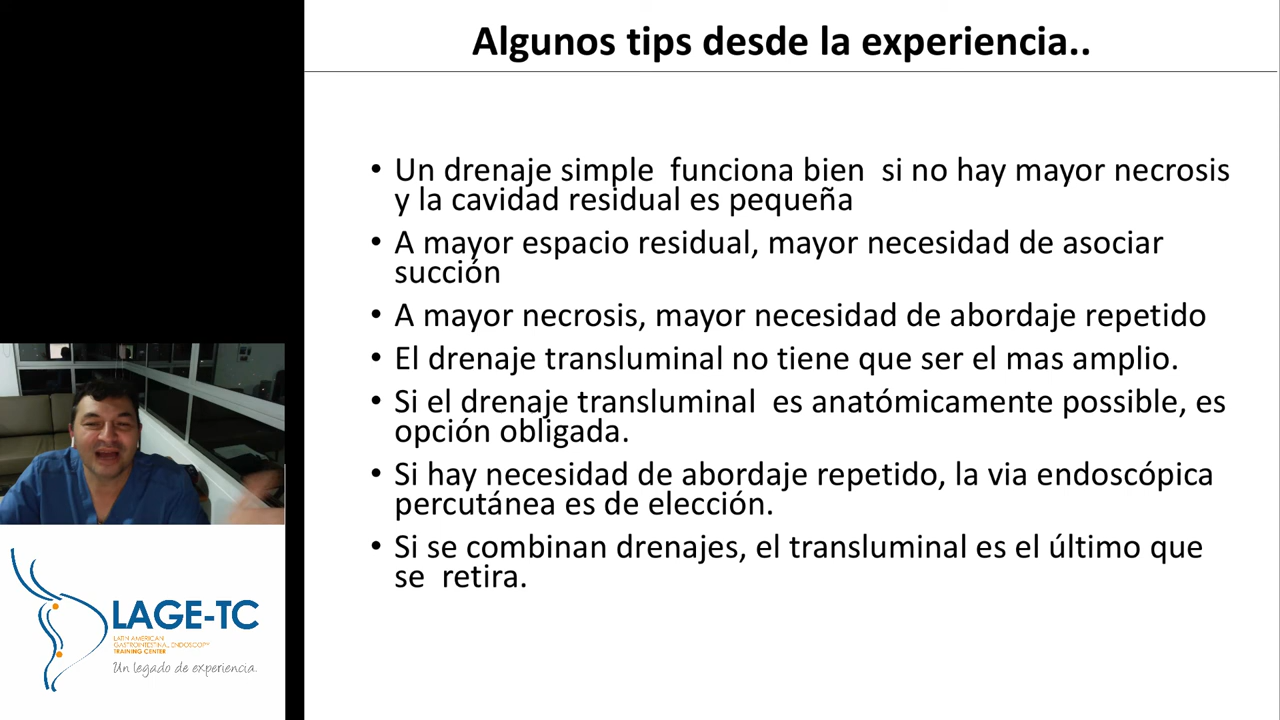 Algunos tips desde la experiencia..
• Un drenaje simple  funciona bien  si no hay mayor necrosis
y la cavidad residual es pequeña
• A mayor espacio residual, mayor necesidad de asociar
succión
• A mayor necrosis, mayor necesidad de abordaje repetido
• El drenaje transluminal no tiene que ser el mas amplio.
• Si el drenaje transluminal  es anatómicamente possible, es
opción obligada.
• Si hay necesidad de abordaje repetido, la via endoscópica
percutánea es de elección.
• Si se combinan drenajes, el transluminal es el último que
se  retira.
LAGE-TC
LATIN AMERICAN
GASTROINTESTINAL ENDOSCOPY
TRAINING CENTER
Un legado de experiencia.